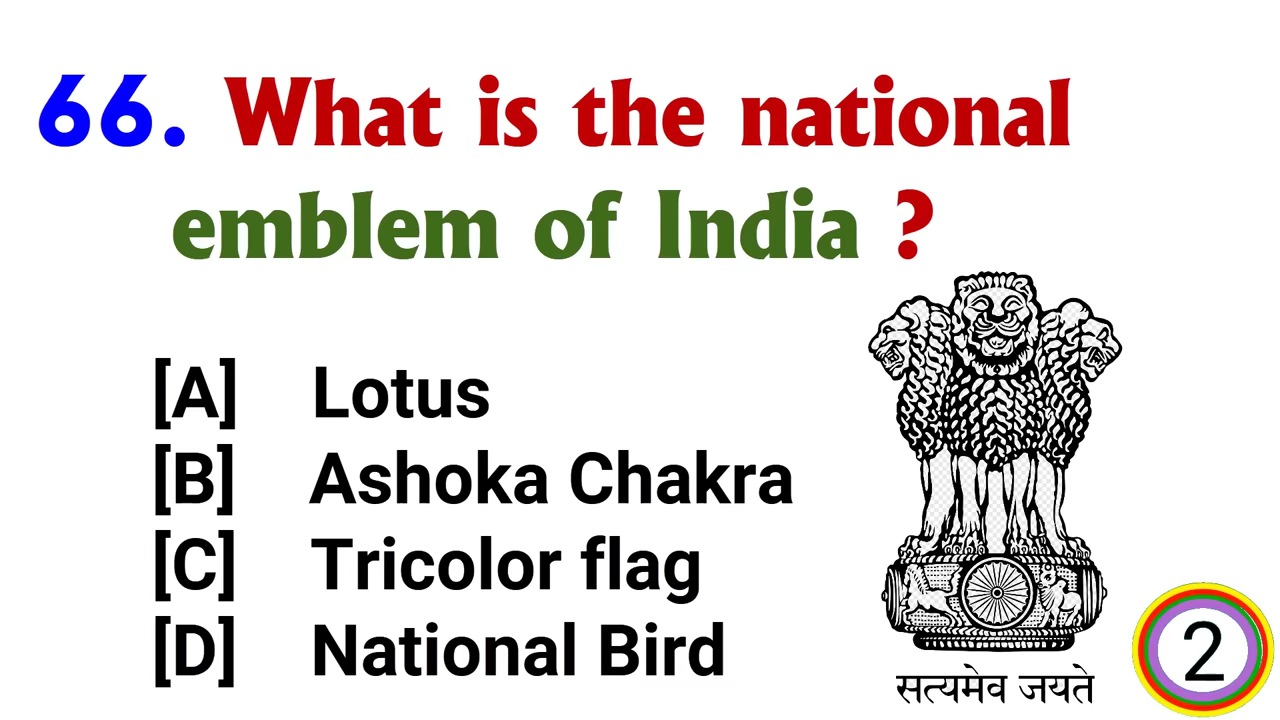 66. What is the national
emblem of India ?
[A] Lotus
[B] Ashoka Chakra
[C] Tricolor flag
[D] National Bird
सत्यमेव जयते
2